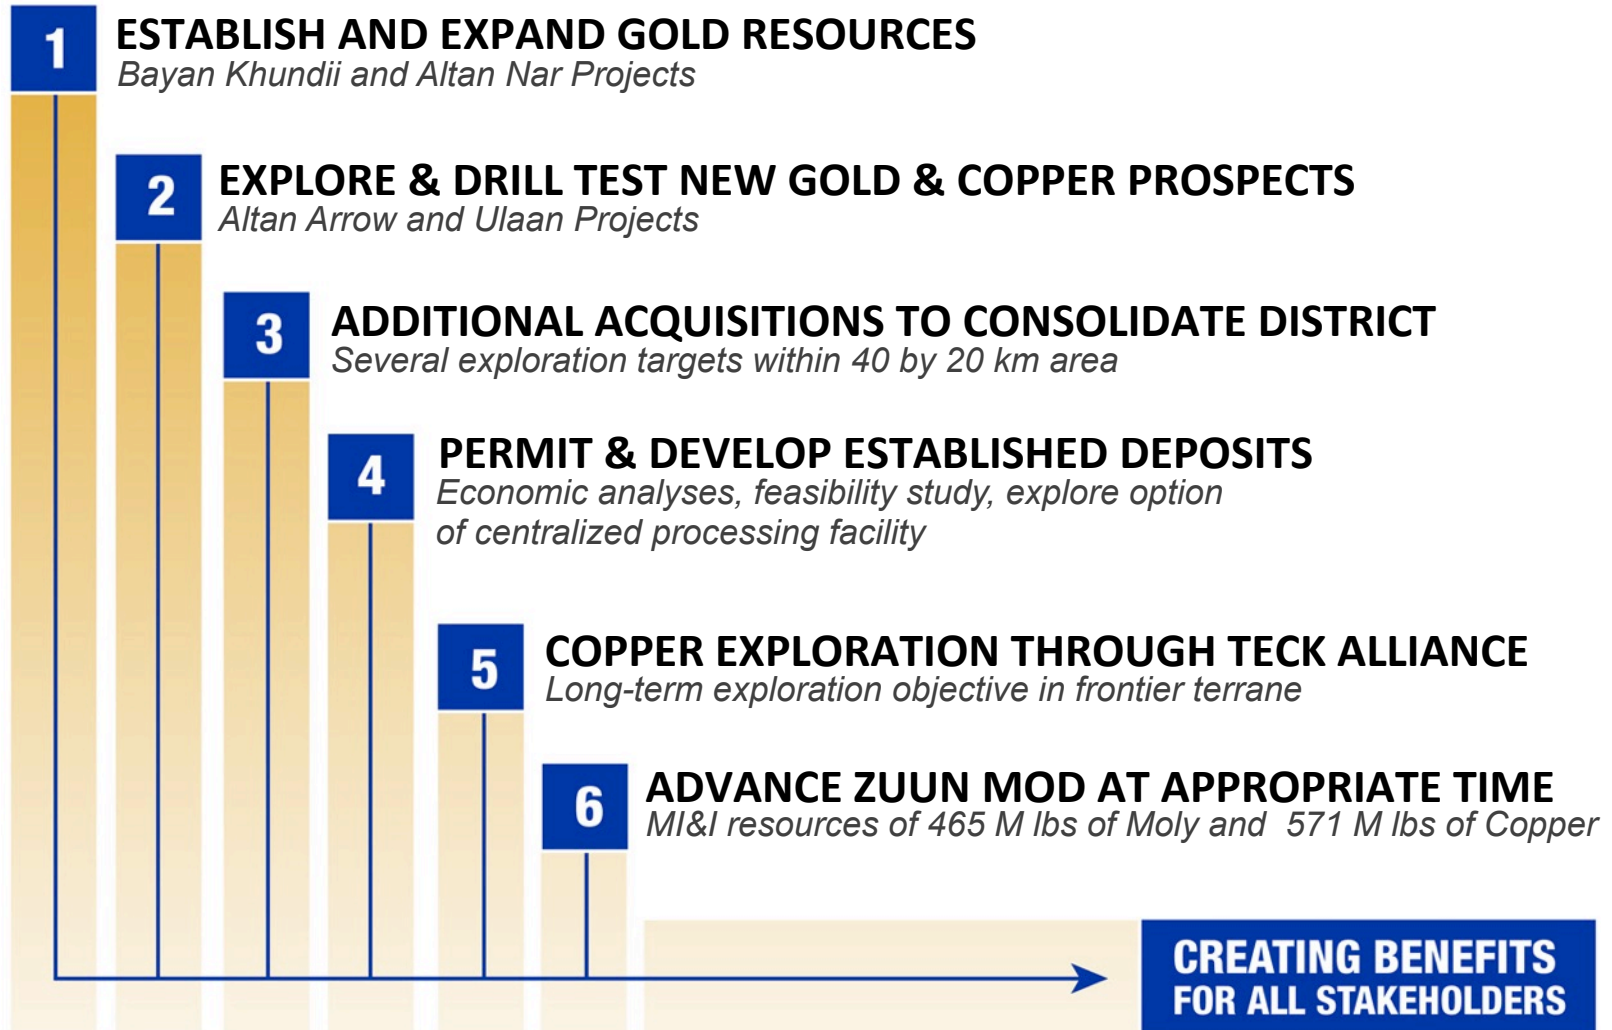 1
ESTABLISH AND EXPAND GOLD RESOURCES
Bayan Khundii and Altan Nar Projects
2
EXPLORE & DRILL TEST NEW GOLD & COPPER PROSPECTS
Altan Arrow and Ulaan Projects
3
ADDITIONAL ACQUISITIONS TO CONSOLIDATE DISTRICT
Several exploration targets within 40 by 20 km area
4
PERMIT & DEVELOP ESTABLISHED DEPOSITS
Economic analyses, feasibility study, explore option
of centralized processing facility
5
COPPER EXPLORATION THROUGH TECK ALLIANCE
Long-term exploration objective in frontier terrane
6
ADVANCE ZUUN MOD AT APPROPRIATE TIME
MI&I resources of 465 M lbs of Moly and  571 M lbs of Copper
CREATING BENEFITS
FOR ALL STAKEHOLDERS